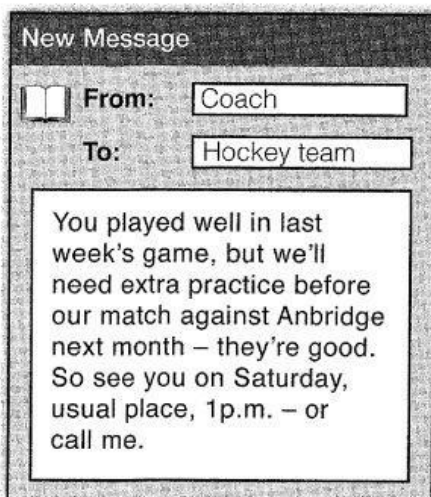 New Message
From: Coach
To: Hockey team
You played well in last
week's game, but we'll
need extra practice before
our match against Anbridge
next month – they're good.
So see you on Saturday,
usual place, 1p.m. – or
call me.